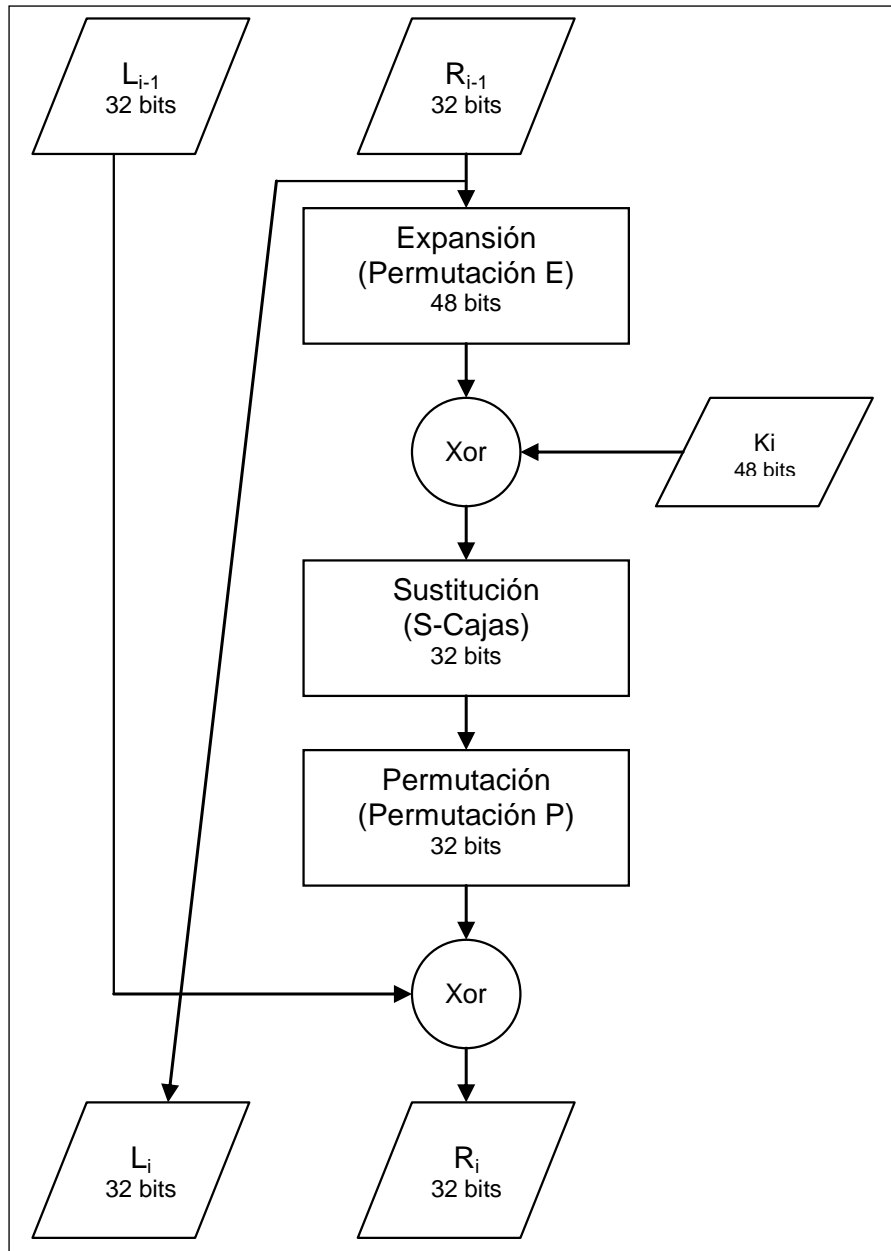 Lᵢ₋₁
32 bits
Rᵢ₋₁
32 bits
Expansión
(Permutación E)
48 bits
Xor
Ki
48 bits
Sustitución
(S-Cajas)
32 bits
Permutación
(Permutación P)
32 bits
Xor
Lᵢ
32 bits
Rᵢ
32 bits